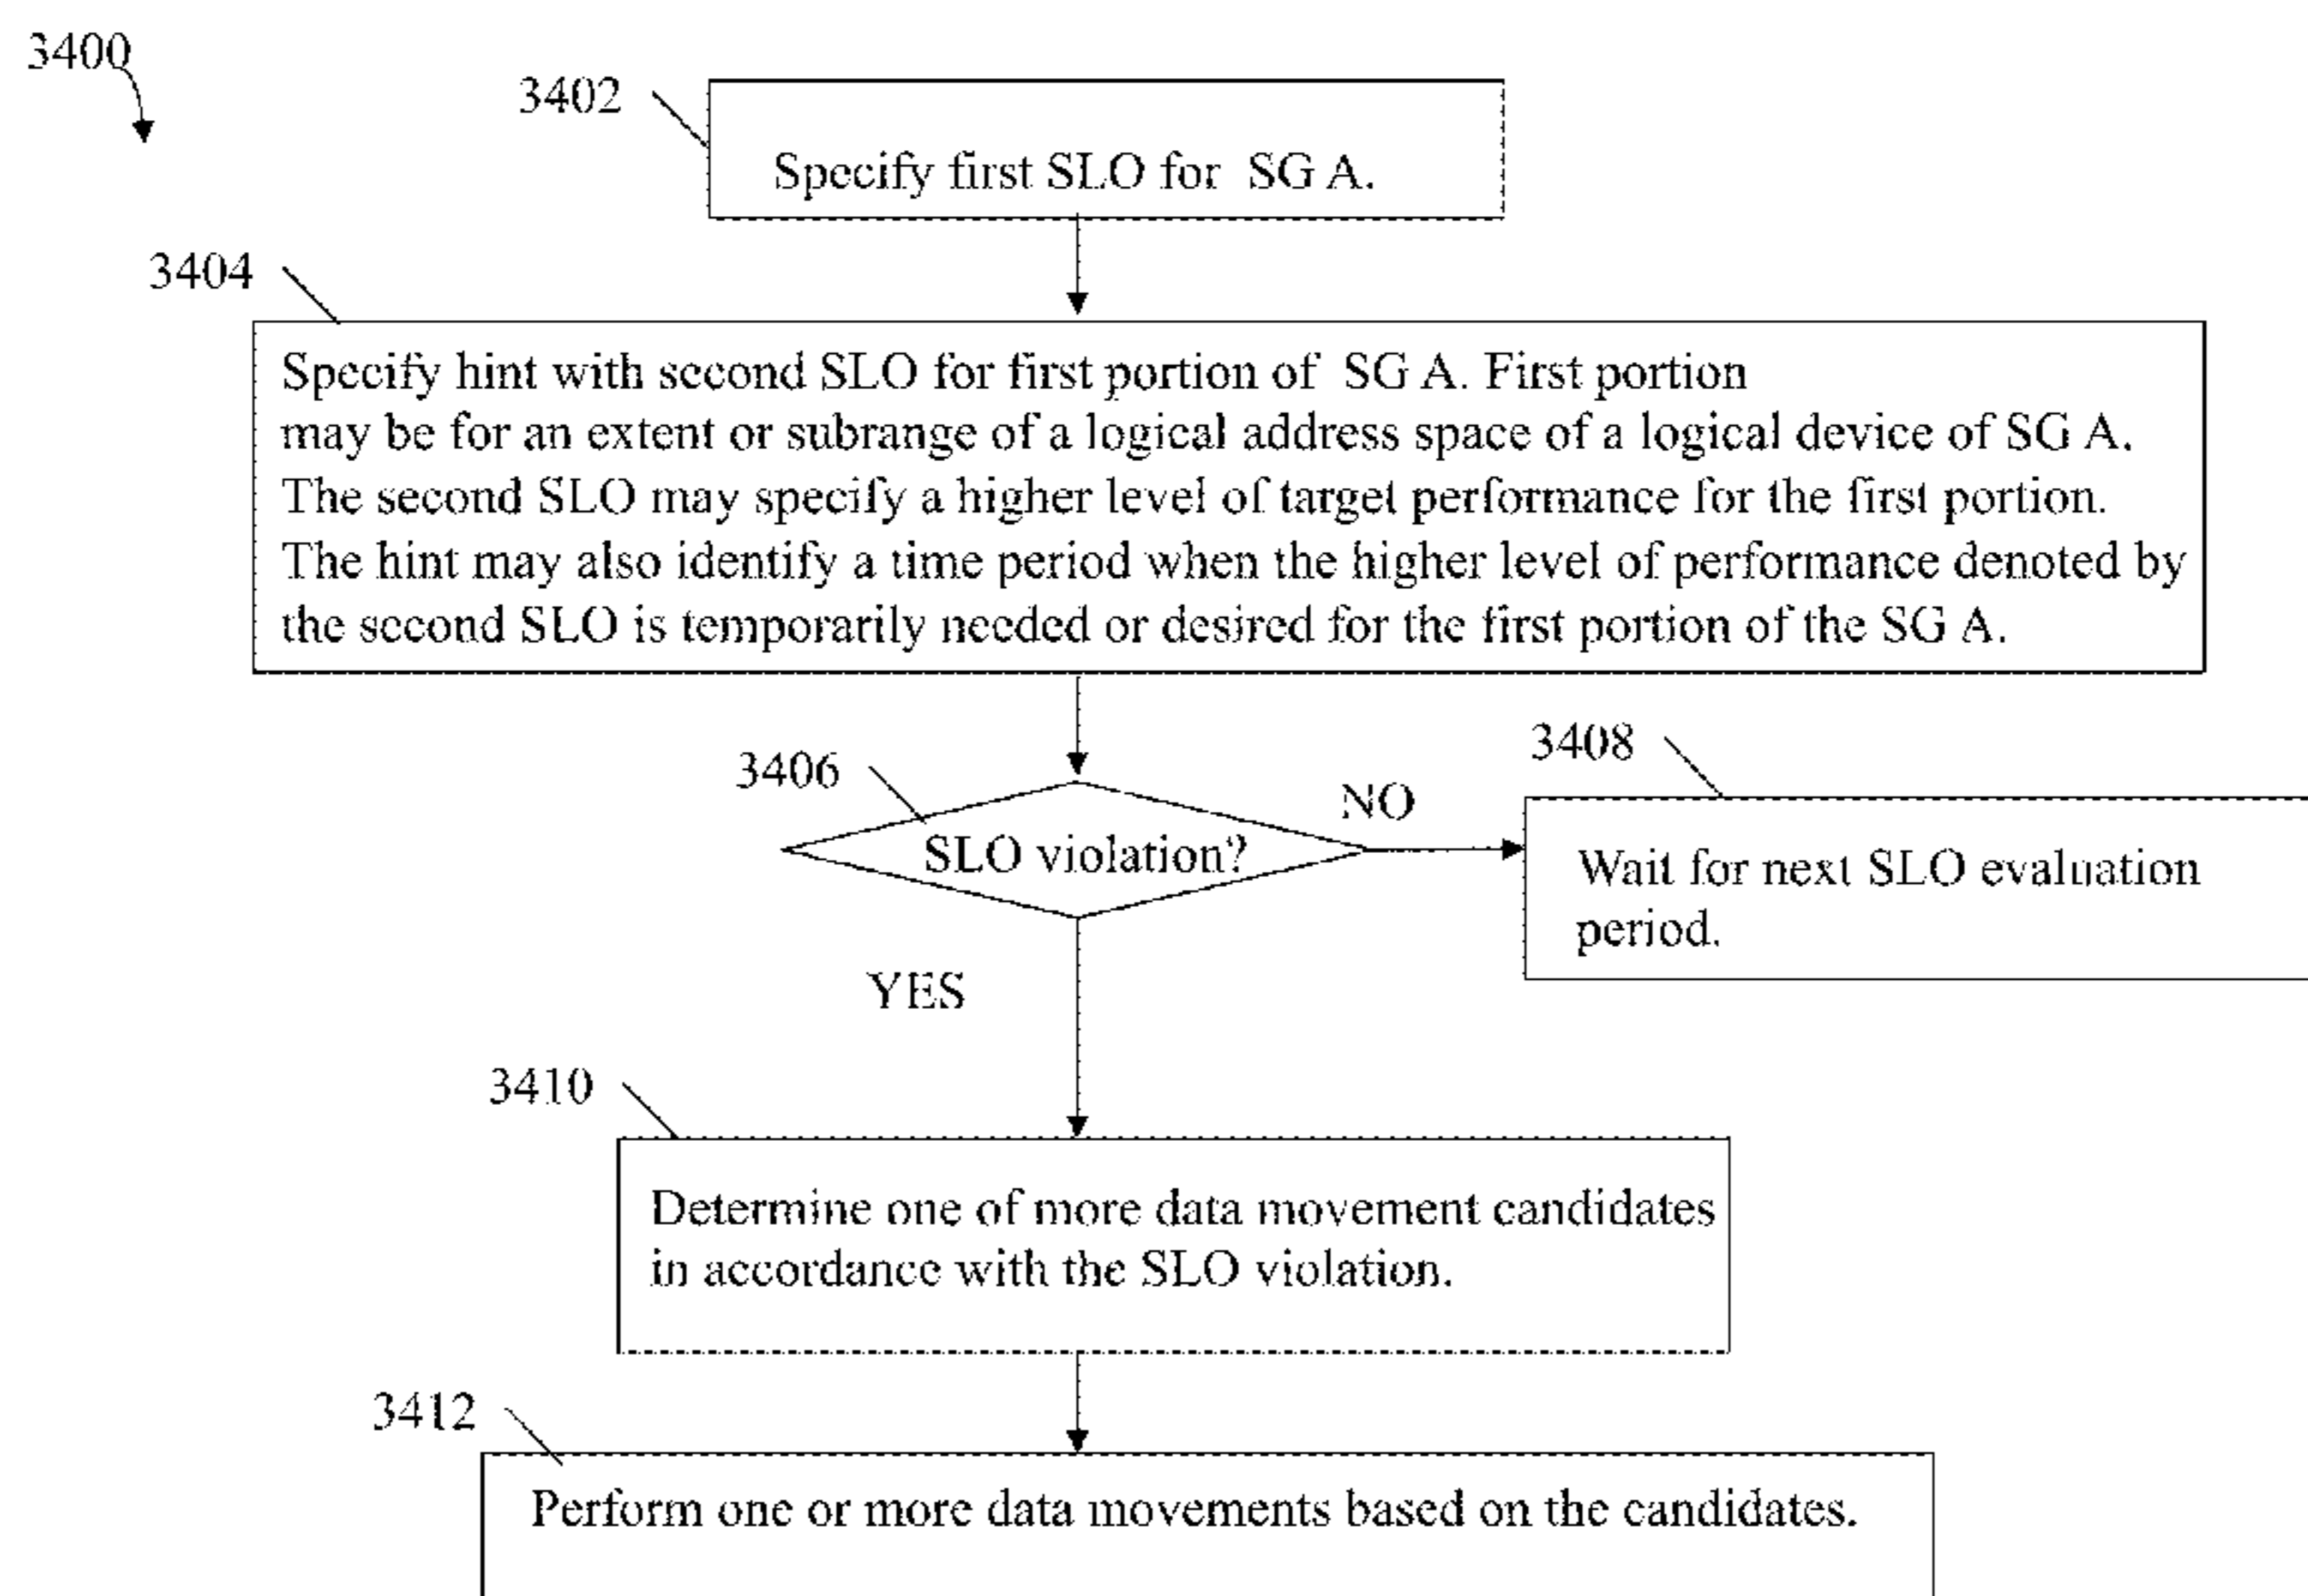 3400
3402
Specify first SLO for SG A.
3404
Specify hint with second SLO for first portion of SG A. First portion
may be for an extent or subrange of a logical address space of a logical device of SG A.
The second SLO may specify a higher level of target performance for the first portion.
The hint may also identify a time period when the higher level of performance denoted by
the second SLO is temporarily needed or desired for the first portion of the SG A.
3406
SLO violation?
NO
3408
Wait for next SLO evaluation
period.
YES
3410
Determine one of more data movement candidates
in accordance with the SLO violation.
3412
Perform one or more data movements based on the candidates.